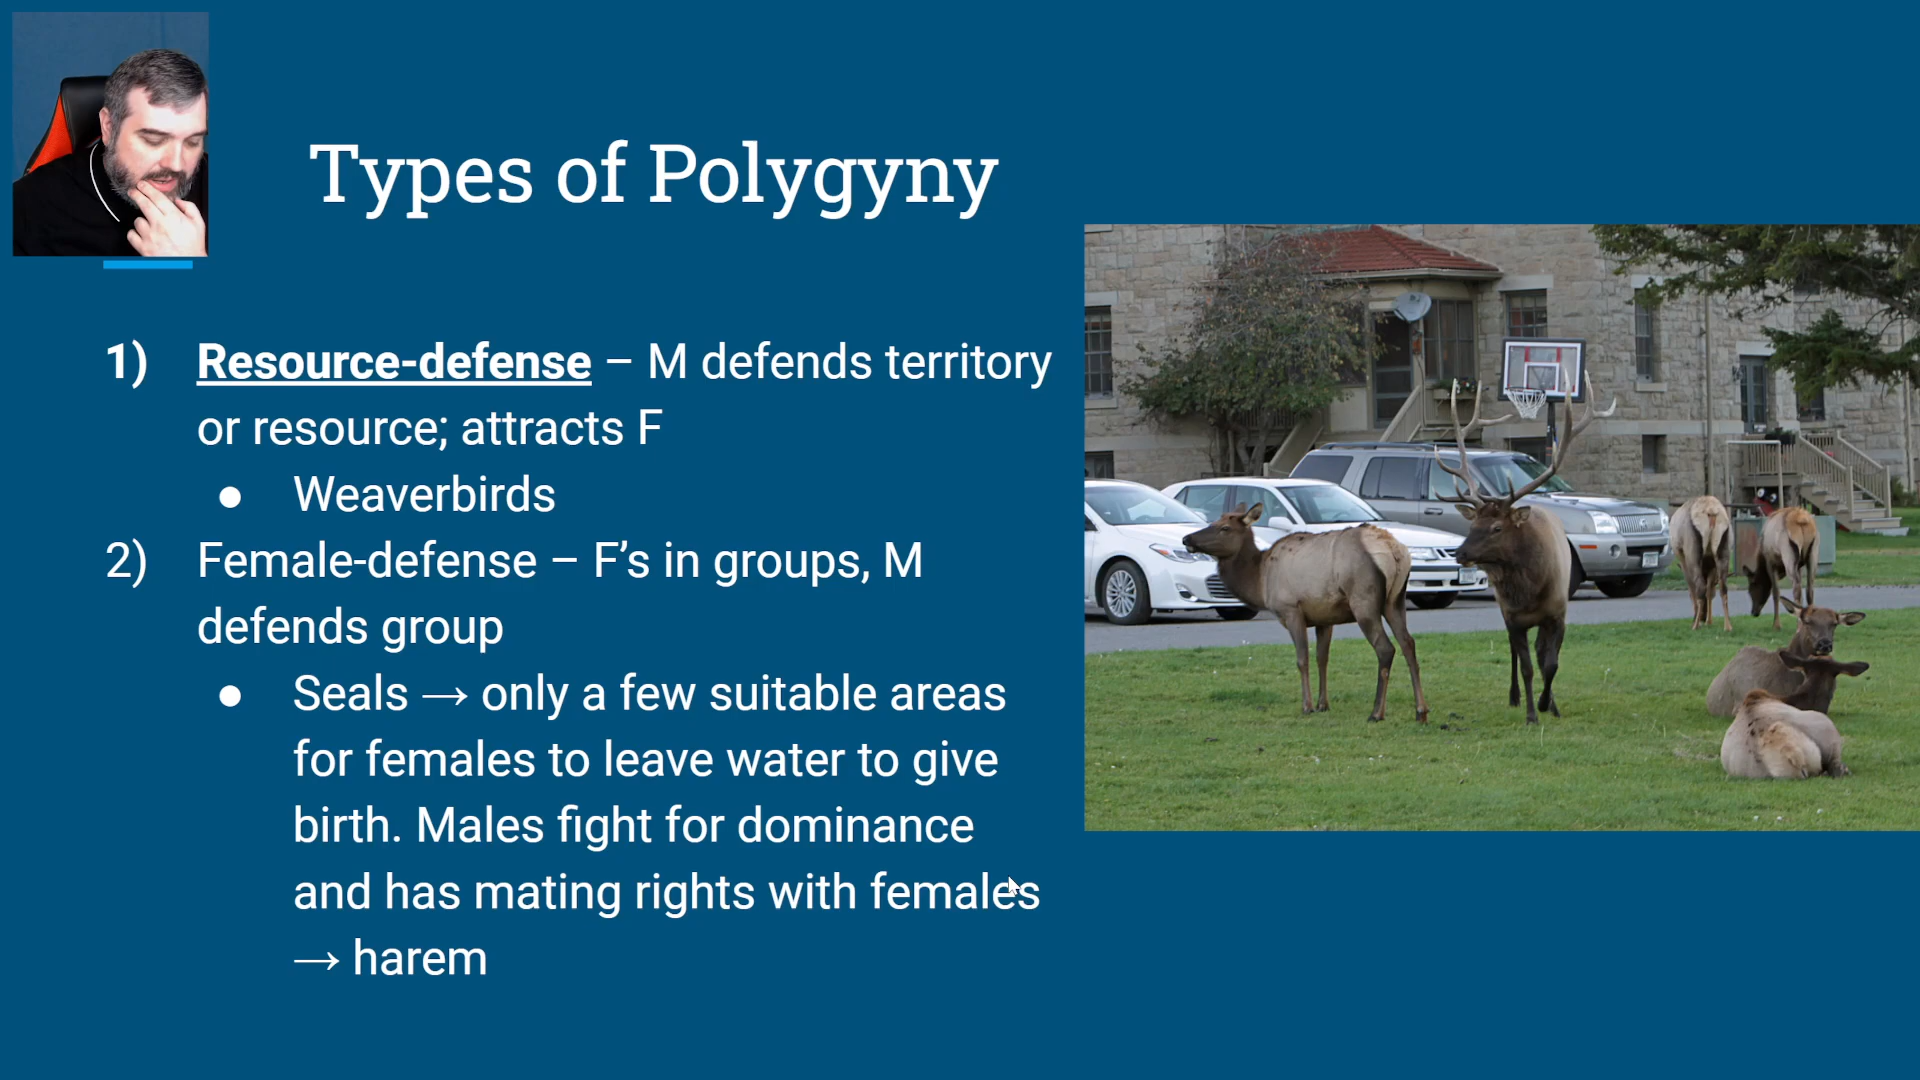 Types of Polygyny
1) Resource-defense – M defends territory
or resource; attracts F
● Weaverbirds
2) Female-defense – F’s in groups, M
defends group
● Seals → only a few suitable areas
for females to leave water to give
birth. Males fight for dominance
and has mating rights with females
→ harem